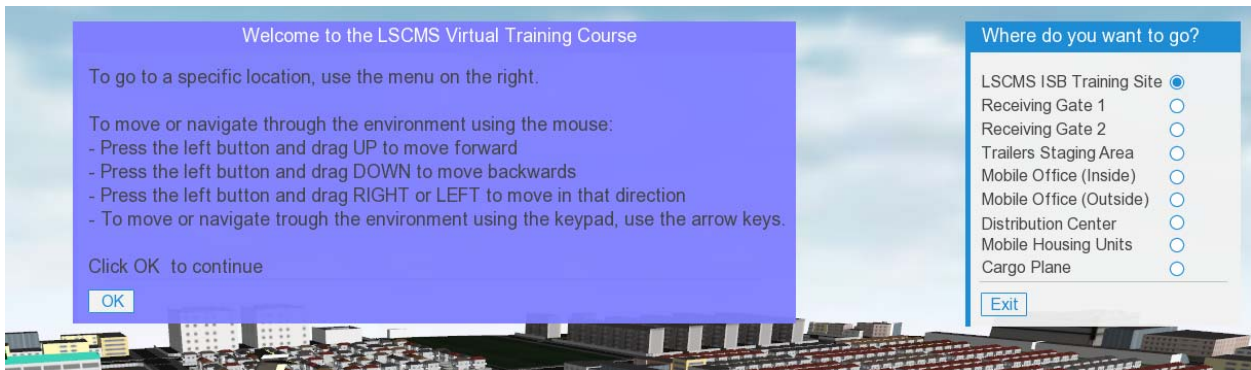 Welcome to the LSCMS Virtual Training Course
To go to a specific location, use the menu on the right.
To move or navigate through the environment using the mouse:
- Press the left button and drag UP to move forward
- Press the left button and drag DOWN to move backwards
- Press the left button and drag RIGHT or LEFT to move in that direction
- To move or navigate trough the environment using the keypad, use the arrow keys.
Click OK to continue
OK
Where do you want to go?
LSCMS ISB Training Site
Receiving Gate 1
Receiving Gate 2
Trailers Staging Area
Mobile Office (Inside)
Mobile Office (Outside)
Distribution Center
Mobile Housing Units
Cargo Plane
Exit